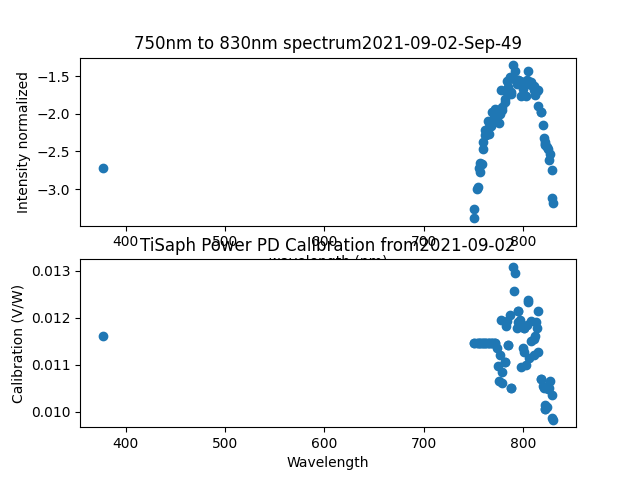 750nm to 830nm spectrum2021-09-02-Sep-49
Intensity normalized
−1.5
−2.0
−2.5
−3.0
400 500 600 700 800
wavelength (nm)
TiSaph Power PD Calibration from2021-09-02
Calibration (V/W)
0.013
0.012
0.011
0.010
400 500 600 700 800
Wavelength